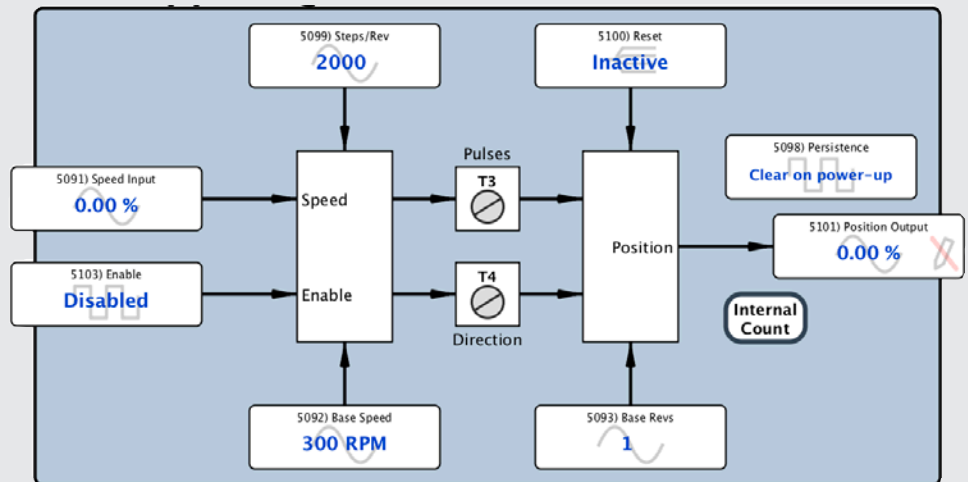 5099) Steps/Rev
2000
5100) Reset
Inactive
5098) Persistence
Clear on power-up
5091) Speed Input
0.00 %
Speed
Pulses
T3
5101) Position Output
0.00 %
Position
5103) Enable
Disabled
Enable
T4
Direction
Internal
Count
5092) Base Speed
300 RPM
5093) Base Revs
1